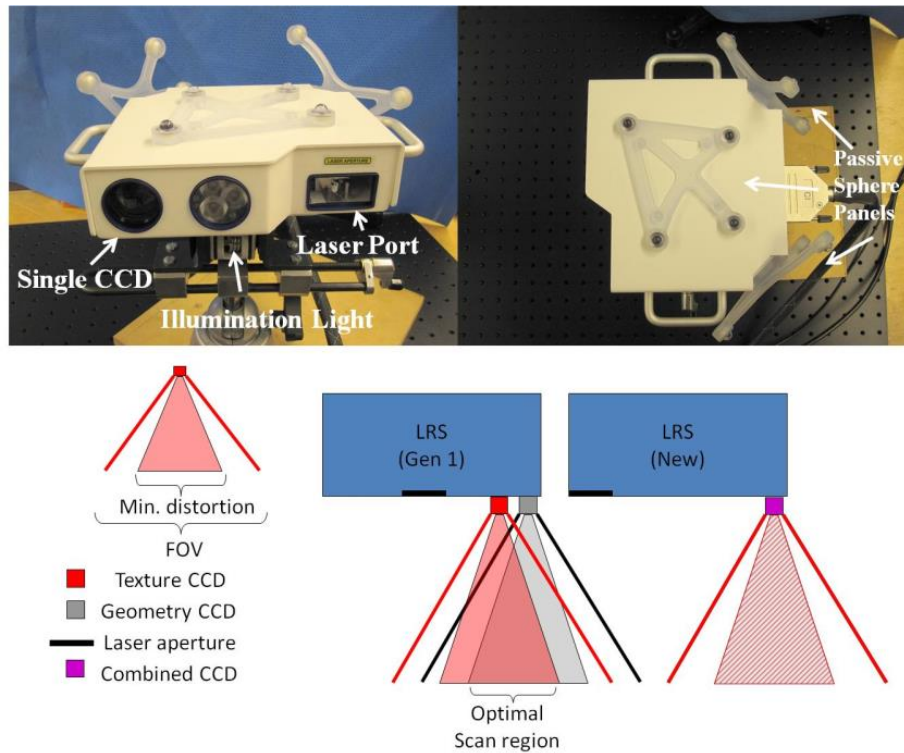 LASER APERTURE
Single CCD
Illumination Light
Laser Port
Passive
Sphere
Panels
Min. distortion
FOV
Texture CCD
Geometry CCD
Laser aperture
Combined CCD
LRS
(Gen 1)
LRS
(New)
Optimal
Scan region